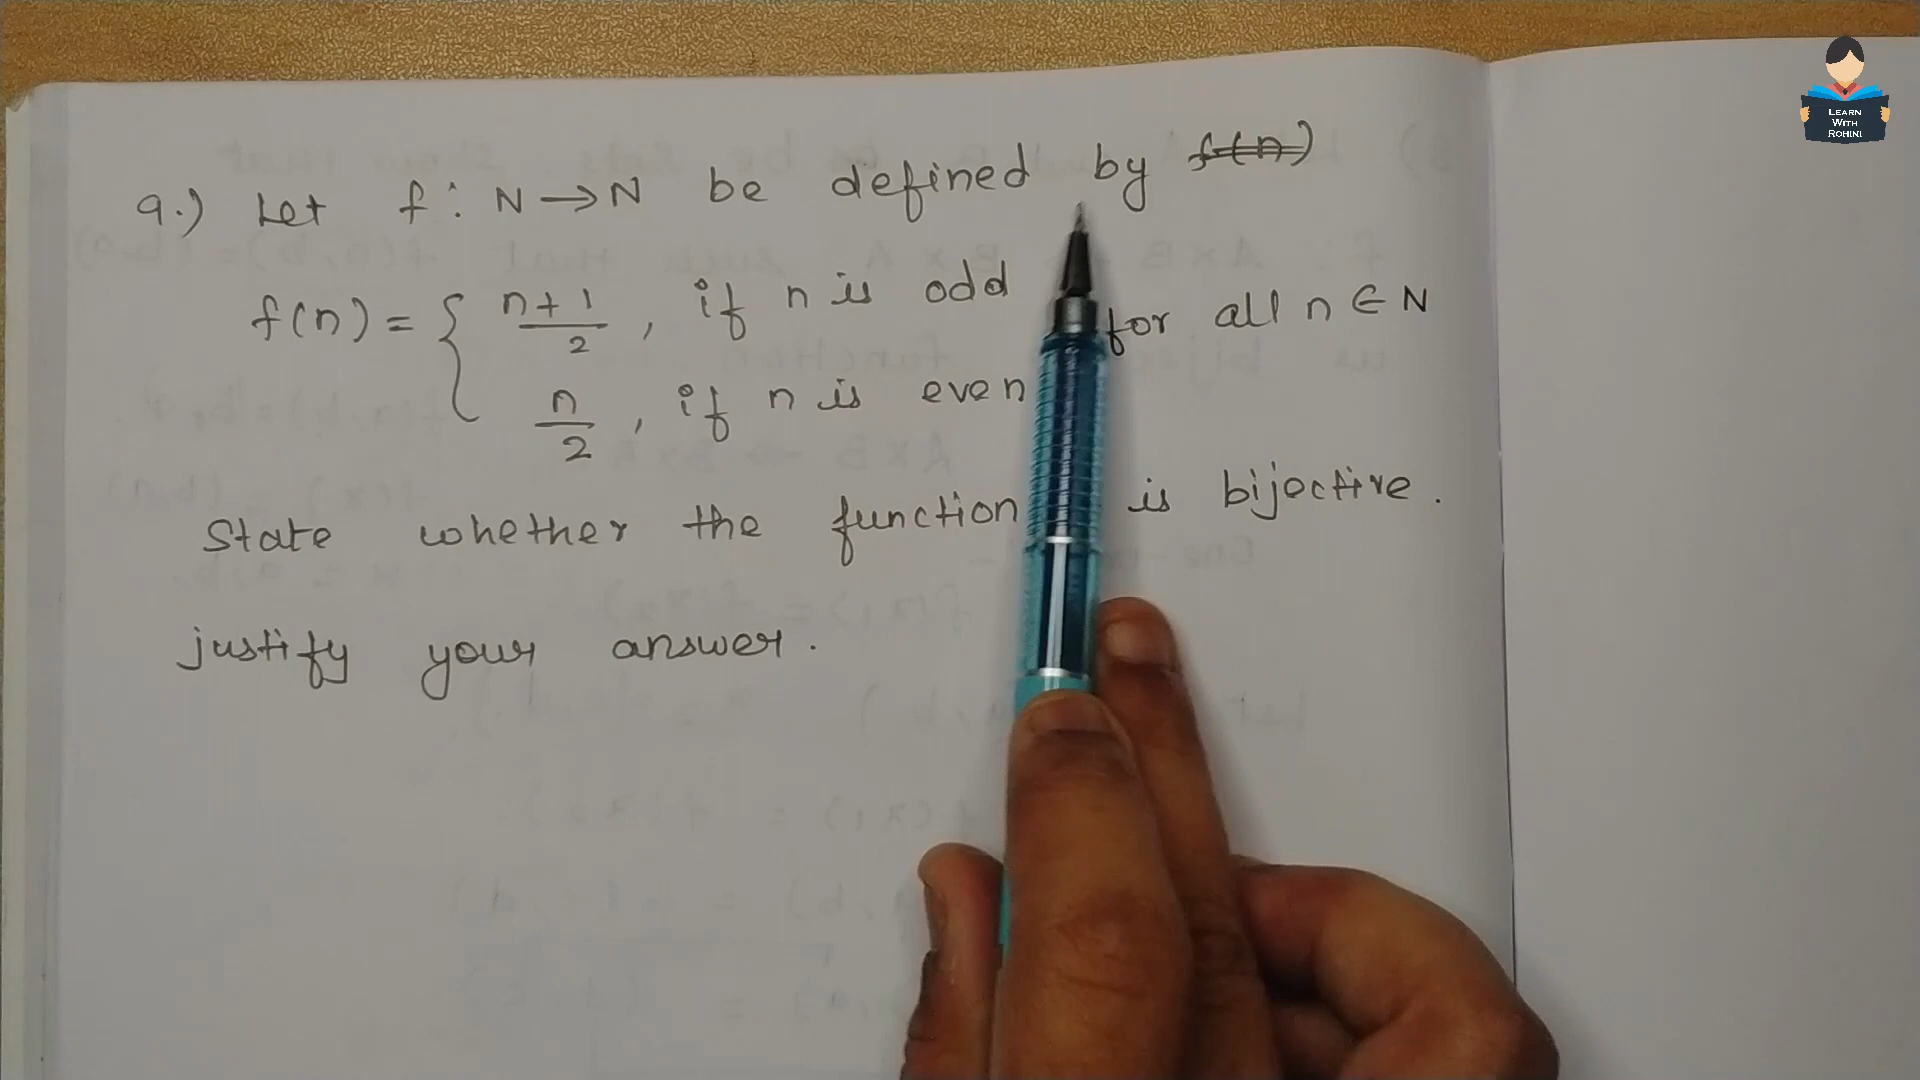 9.) Let f : N → N be defined by f(n)
f(n) = { n+1/2 , if n is odd
for all n ∈ N
n/2 , if n is even
State whether the function is bijective.
justify your answer.
LEARN
WITH
ROHINI